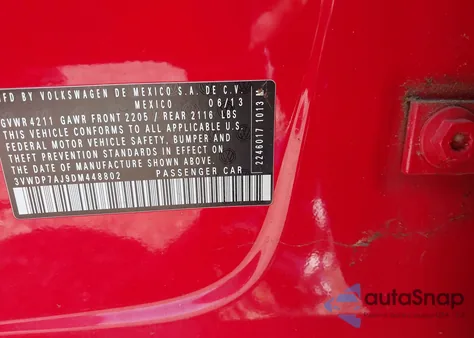 MFD BY VOLKSWAGEN DE MEXICO S.A. DE C.V.
MEXICO 06/13
GVWR 4211 GAWR FRONT 2205 / REAR 2116 LBS
THIS VEHICLE CONFORMS TO ALL APPLICABLE U.S.
FEDERAL MOTOR VEHICLE SAFETY, BUMPER AND
THEFT PREVENTION STANDARDS IN EFFECT ON
THE DATE OF MANUFACTURE SHOWN ABOVE
3VWDP7AJ9DM448802 PASSENGER CAR
2246017 1013 M
autoSnap